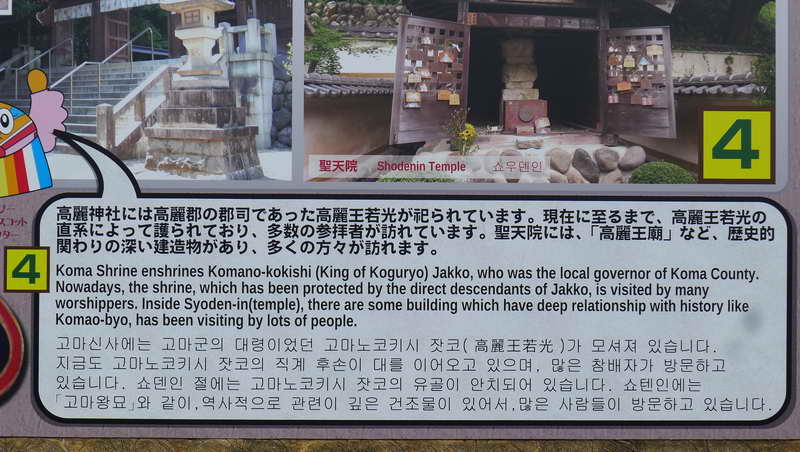 聖天院 Shodenin Temple 쇼우덴인
4
高麗神社には高麗郡の郡司であった高麗王若光が祀られています。現在に至るまで、高麗王若光の
直系によって護られており、多数の参拝者が訪れています。聖天院には、「高麗王廟」など、歴史的
関わりの深い建造物があり、多くの方々が訪れます。
4
Koma Shrine enshrines Komano-kokishi (King of Koguryo) Jakko, who was the local governor of Koma County.
Nowadays, the shrine, which has been protected by the direct descendants of Jakko, is visited by many
worshippers. Inside Syoden-in(temple), there are some building which have deep relationship with history like
Komao-byo, has been visiting by lots of people.
고마신사에는 고마군의 대령이었던 고마노코키시 잣코(高麗王若光)가 모셔져 있습니다.
지금도 고마노코키시 잣코의 직계 후손이 대를 이어오고 있으며, 많은 참배자가 방문하고
있습니다. 쇼덴인 절에는 고마노코키시 잣코의 유골이 안치되어 있습니다. 쇼텐인에는
「고마왕묘」와 같이,역사적으로 관련이 깊은 건조물이 있어서,많은 사람들이 방문하고 있습니다.